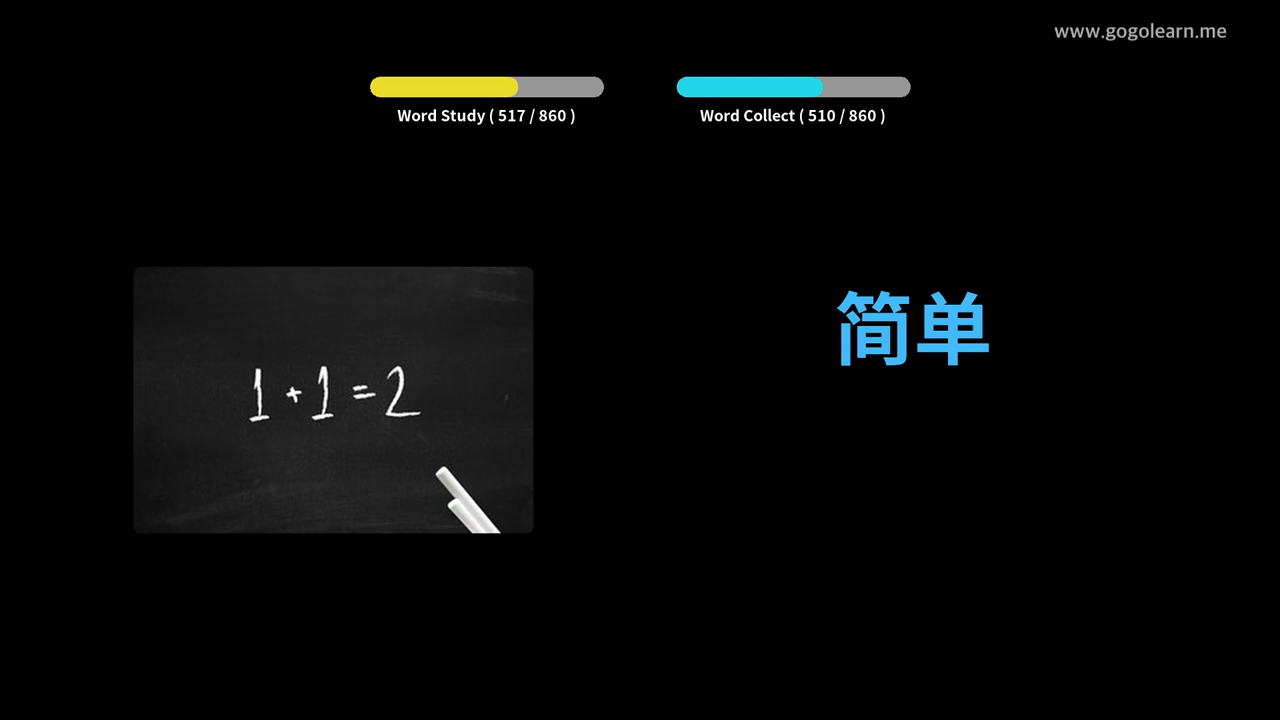 www.gogolearn.me
Word Study ( 517 / 860 )
Word Collect ( 510 / 860 )
简单
1 + 1 = 2